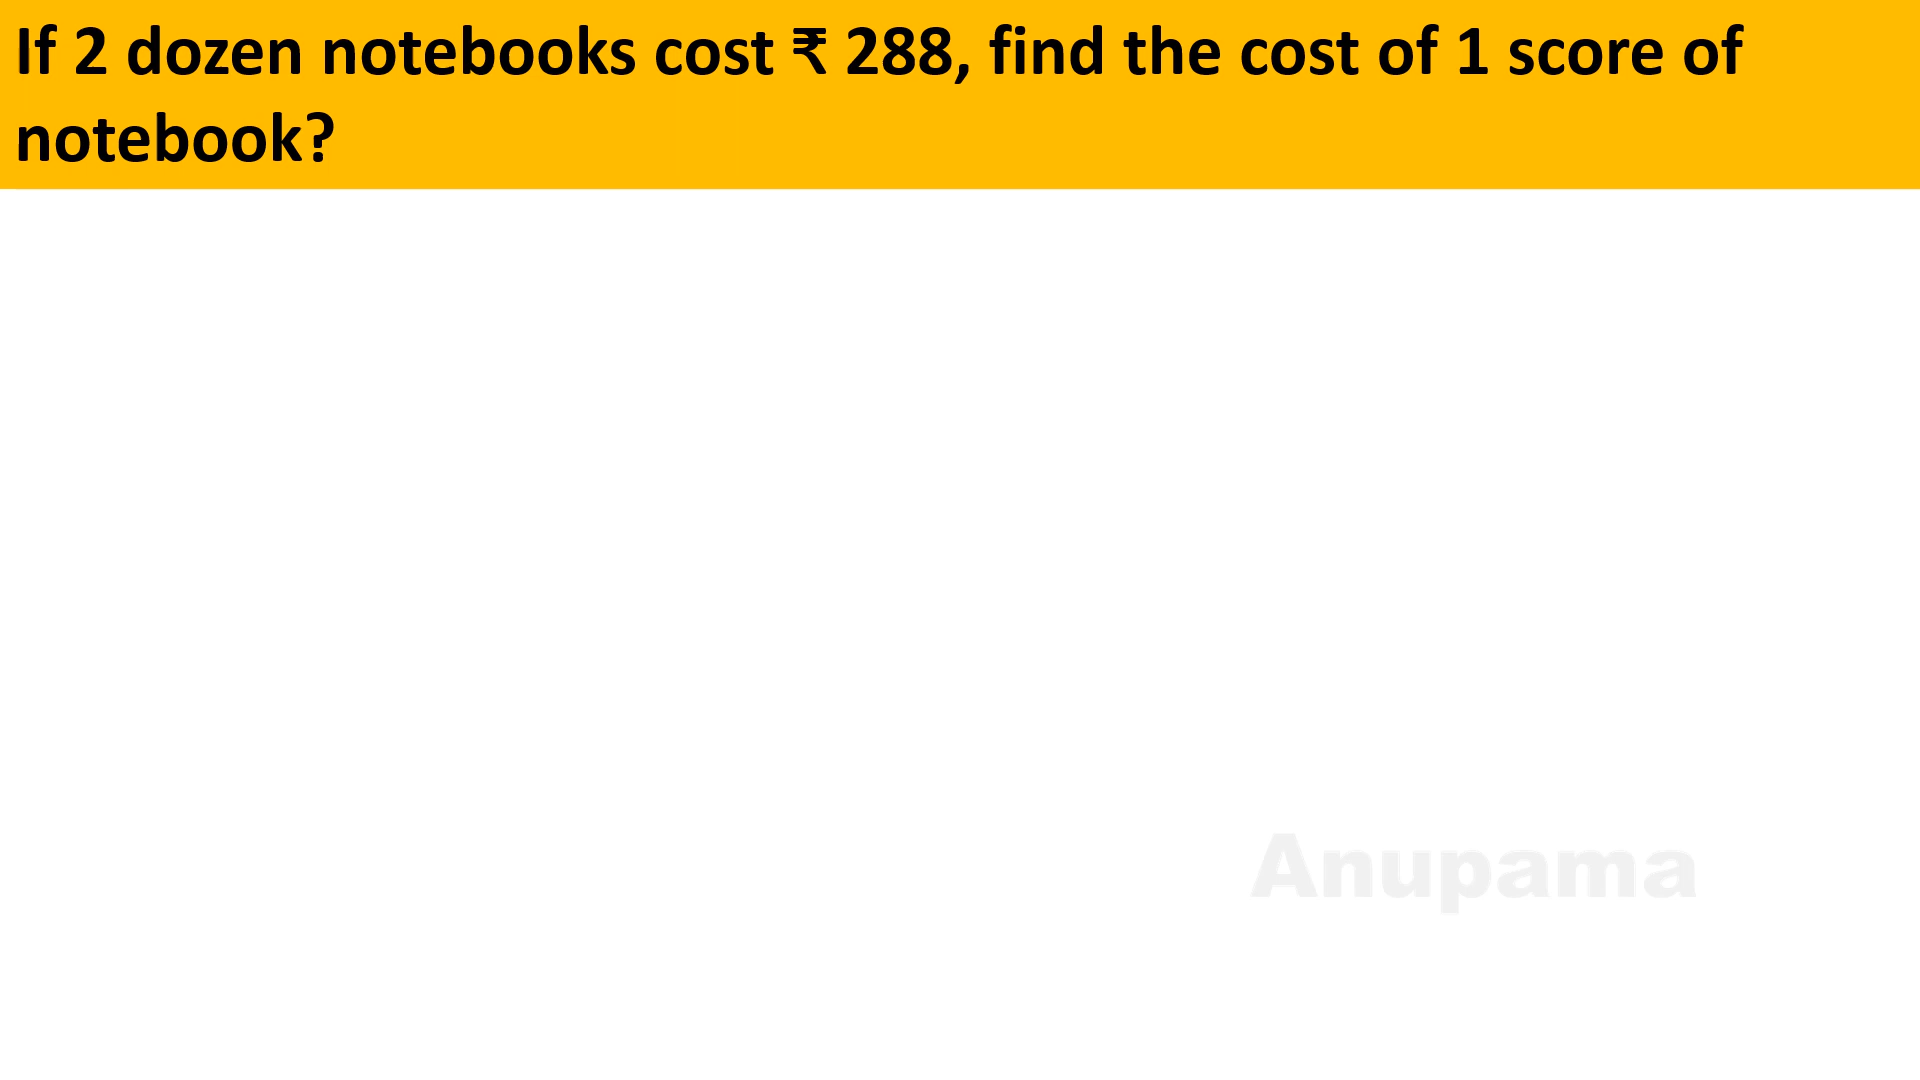 If 2 dozen notebooks cost ₹ 288, find the cost of 1 score of
notebook?
Anupama